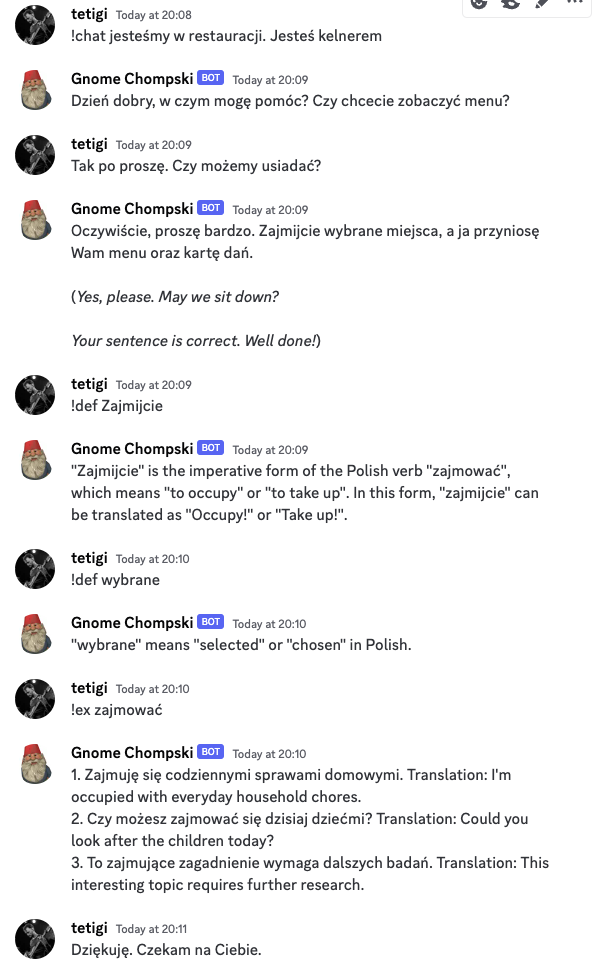 tetigi Today at 20:08
!chat jesteśmy w restauracji. Jesteś kelnerem
Gnome Chompski BOT Today at 20:09
Dzień dobry, w czym mogę pomóc? Czy chcecie zobaczyć menu?
tetigi Today at 20:09
Tak po proszę. Czy możemy usiadać?
Gnome Chompski BOT Today at 20:09
Oczywiście, proszę bardzo. Zajmijcie wybrane miejsca, a ja przyniosę
Wam menu oraz kartę dań.
(Yes, please. May we sit down?
Your sentence is correct. Well done!)
tetigi Today at 20:09
!def Zajmijcie
Gnome Chompski BOT Today at 20:09
"Zajmijcie" is the imperative form of the Polish verb "zajmować",
which means "to occupy" or "to take up". In this form, "zajmijcie" can
be translated as "Occupy!" or "Take up!".
tetigi Today at 20:10
!def wybrane
Gnome Chompski BOT Today at 20:10
"wybrane" means "selected" or "chosen" in Polish.
tetigi Today at 20:10
!ex zajmować
Gnome Chompski BOT Today at 20:10
1. Zajmuję się codziennymi sprawami domowymi. Translation: I'm
occupied with everyday household chores.
2. Czy możesz zajmować się dzisiaj dziećmi? Translation: Could you
look after the children today?
3. To zajmujące zagadnienie wymaga dalszych badań. Translation: This
interesting topic requires further research.
tetigi Today at 20:11
Dziękuję. Czekam na Ciebie.